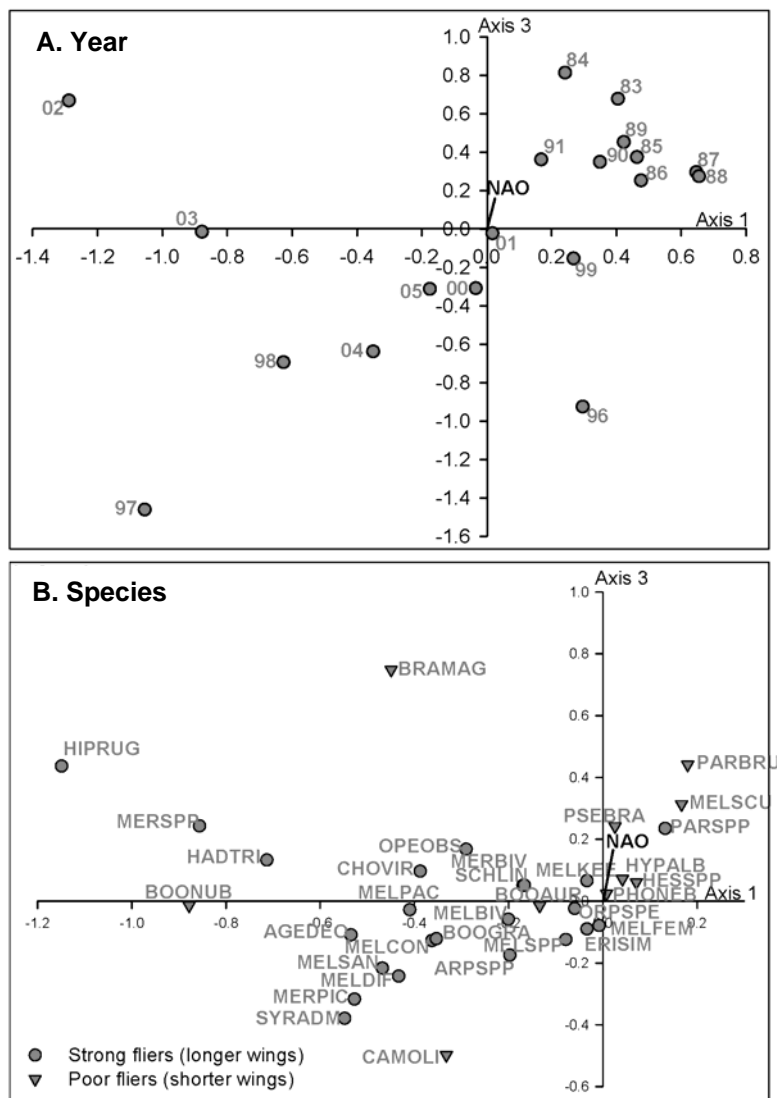 A. Year
Axis 3
1.0
84
83
0.8
02
0.6
89
91
85
0.4
90
87
86
88
0.2
NAO
03
0.0
Axis 1
01
-1.4 -1.2 -1.0 -0.8 -0.6 -0.4 -0.2 0.0 0.2 0.4 0.6 0.8
-0.2
99
05
00
-0.4
04
98
-0.6
-0.8
96
-1.0
-1.2
97
-1.4
-1.6
B. Species
Axis 3
1.0
0.8
BRAMAG
0.6
HIPRUG
PARBRU
0.4
MELSCU
MERSPP
PSEBRA
PARSPP
0.2
HADTRI
OPEOBS
NAO
CHOVIR
MERBIV
SCHLIN
MELKEF
HYPALB
HESSPP
BOONUB
MELPAC
BOOAUR
PHONEB
Axis 1
-1.2 -1.0 -0.8 -0.6 -0.4 -0.2 0.2
AGEDEC
MELBIV
ORPSPE
MELCON
BOOGRA
MELSPP
MELFEM
ERISIM
MELSAN
ARPSPP
-0.2
MELDIF
MERPIC
SYRADM
-0.4
CAMOLI
Strong fliers (longer wings)
Poor fliers (shorter wings)
-0.6